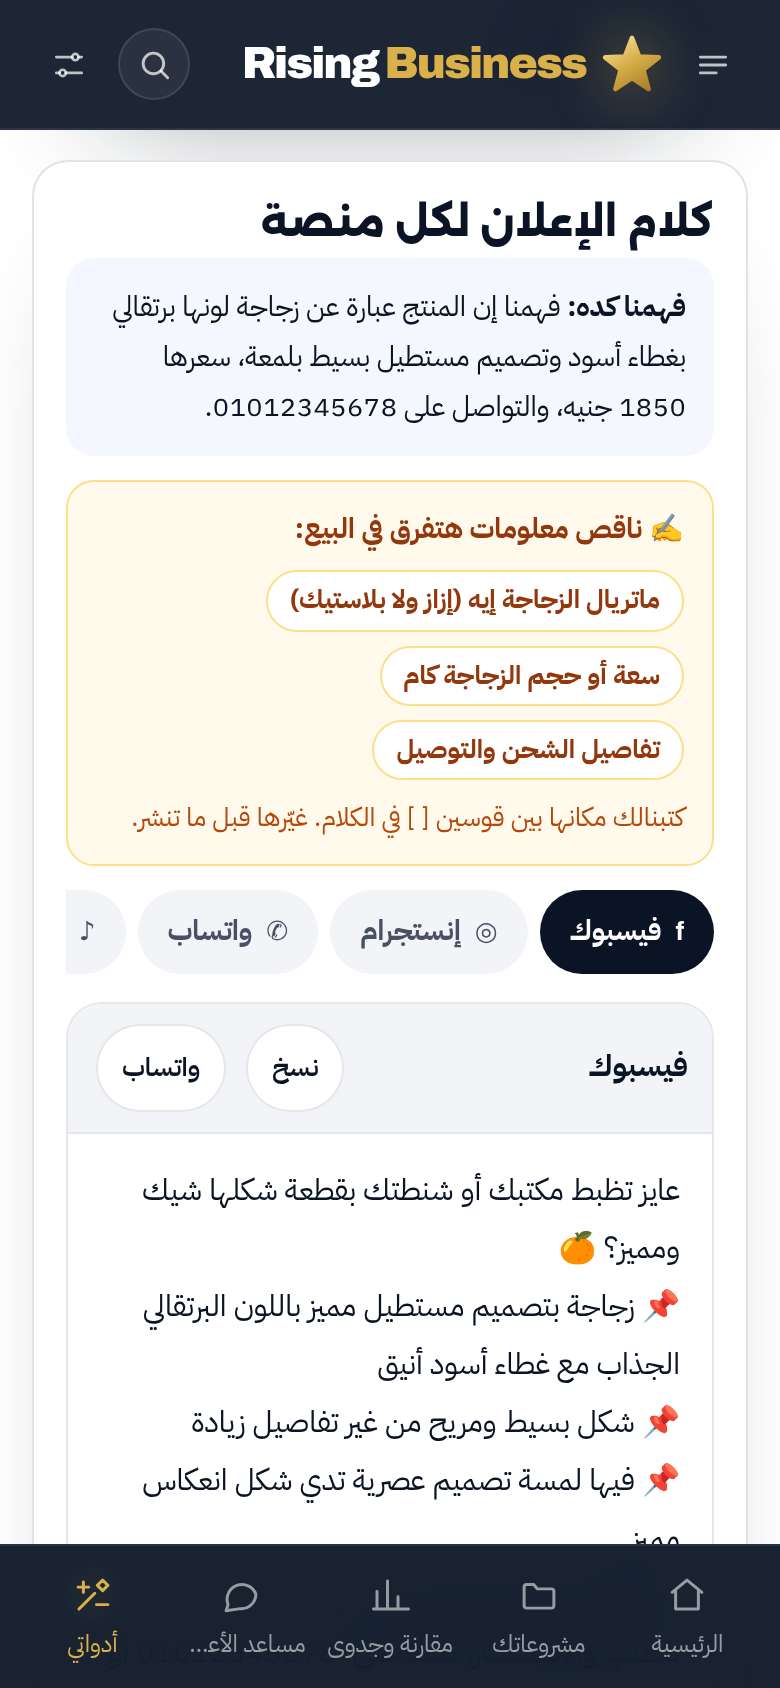 Rising Business
كلام الإعلان لكل منصة
فهمنا كده: فهمنا إن المنتج عبارة عن زجاجة لونها برتقالي
بغطاء أسود وتصميم مستطيل بسيط بلمعة، سعرها
1850 جنيه، والتواصل على 01012345678.
✍️ ناقص معلومات هتفرق في البيع:
ماتريال الزجاجة إيه (إزاز ولا بلاستيك)
سعة أو حجم الزجاجة كام
تفاصيل الشحن والتوصيل
كتبنالك مكانها بين قوسين [ ] في الكلام. غيّرها قبل ما تنشر.
f فيسبوك
◎ إنستجرام
✆ واتساب
♪
فيسبوك
نسخ
واتساب
عايز تظبط مكتبك أو شنطتك بقطعة شكلها شيك
ومميز؟ 🍊
📌 زجاجة بتصميم مستطيل مميز باللون البرتقالي
الجذاب مع غطاء أسود أنيق
📌 شكل بسيط ومريح من غير تفاصيل زيادة
📌 فيها لمسة تصميم عصرية تدي شكل انعكاس
مميز
الرئيسية
مشروعاتك
مقارنة وجدوى
مساعد الأع...
أدواتي